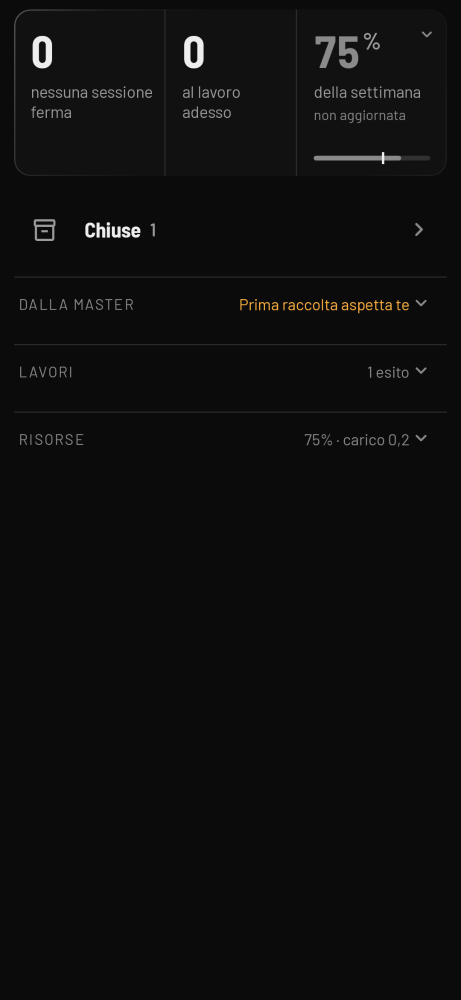 0
nessuna sessione
ferma
0
al lavoro
adesso
75%
della settimana
non aggiornata
Chiuse 1
DALLA MASTER Prima raccolta aspetta te
LAVORI 1 esito
RISORSE 75% · carico 0,2